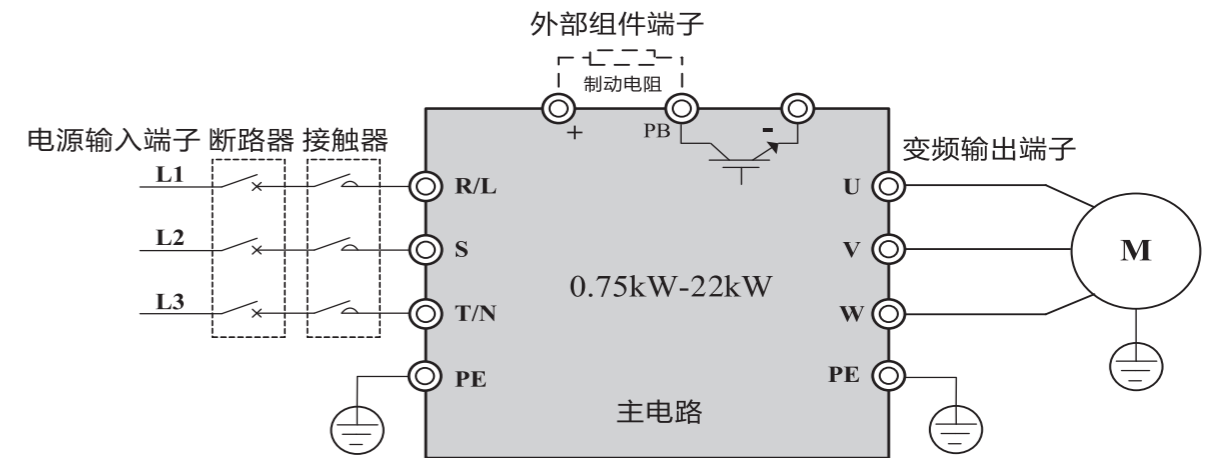 外部组件端子
制动电阻
+ PB -
电源输入端子 断路器 接触器
变频输出端子
L1 R/L U
L2 S V M
0.75kW-22kW
L3 T/N W
PE PE
主电路